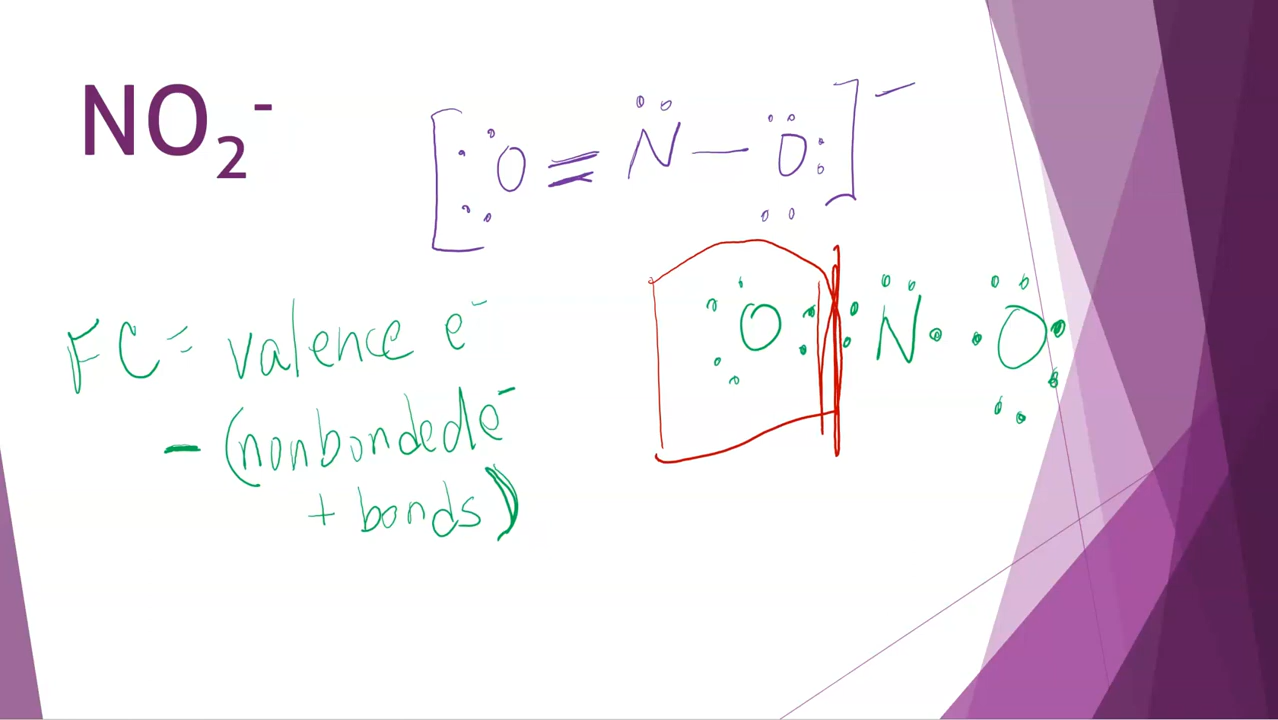 NO₂⁻
[:O=N—O:]⁻
O N O
FC = valence e⁻
- (nonbonded e⁻
+ bonds)